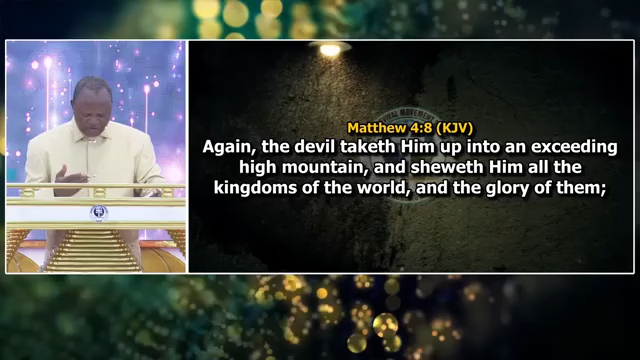 Matthew 4:8 (KJV)
Again, the devil taketh Him up into an exceeding
high mountain, and sheweth Him all the
kingdoms of the world, and the glory of them;